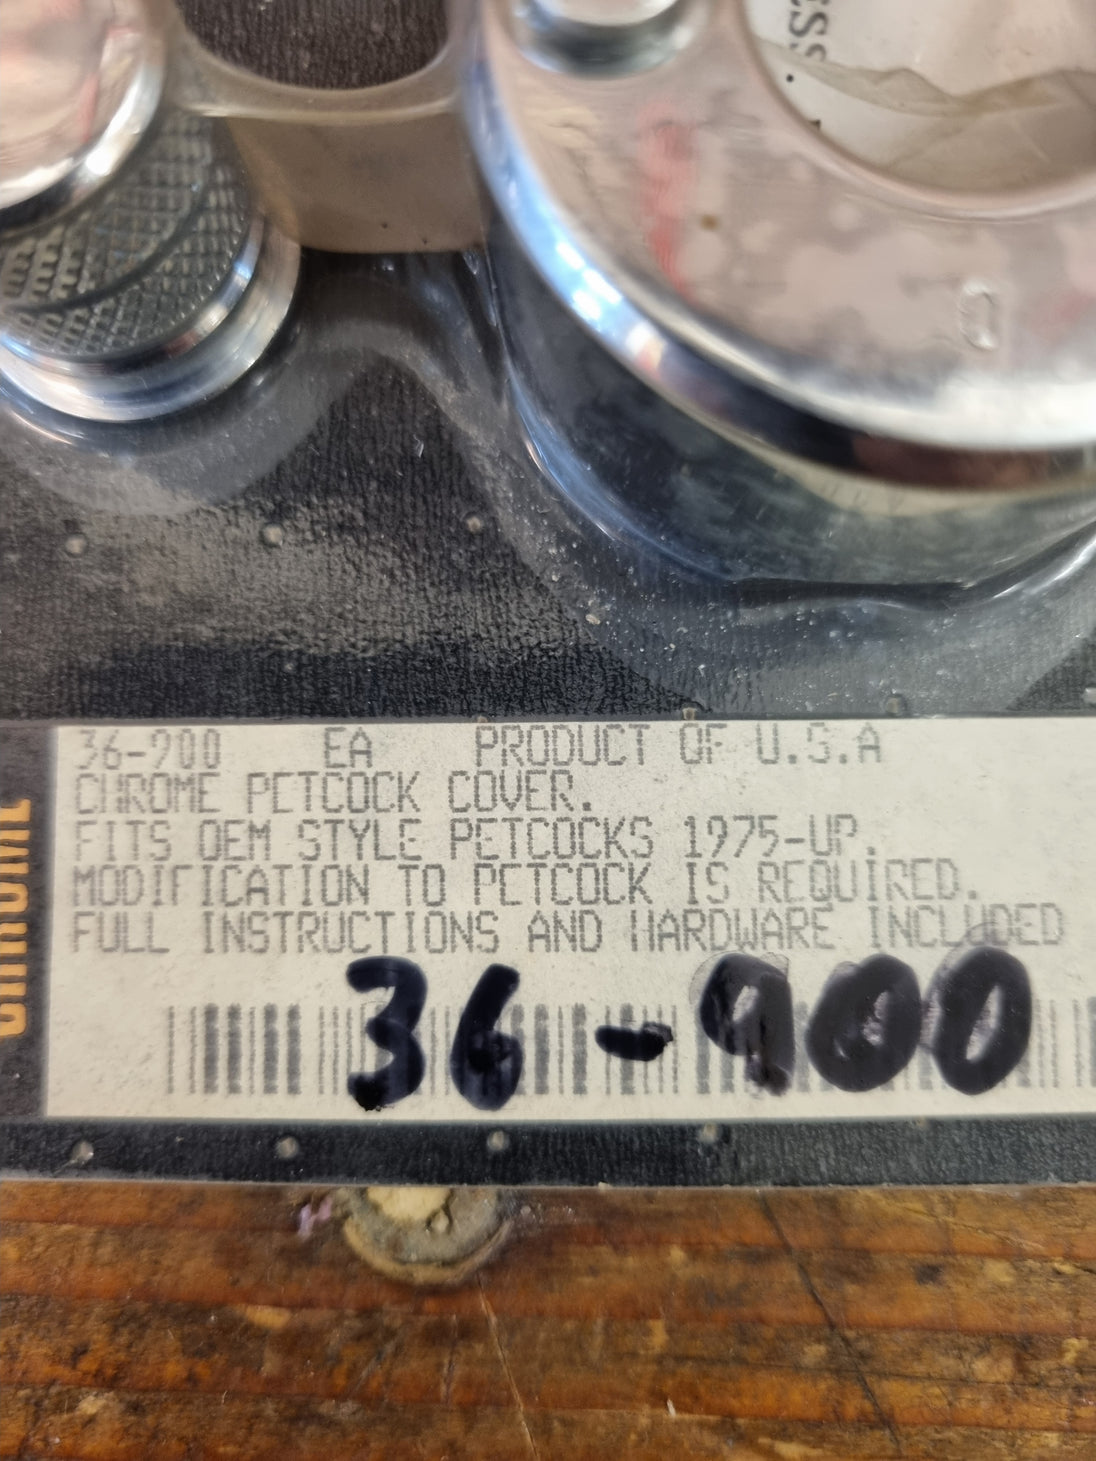 36-900 EA PRODUCT OF U.S.A
CHROME PETCOCK COVER.
FITS OEM STYLE PETCOCKS 1975-UP.
MODIFICATION TO PETCOCK IS REQUIRED.
FULL INSTRUCTIONS AND HARDWARE INCLUDED
36-900
CHROME